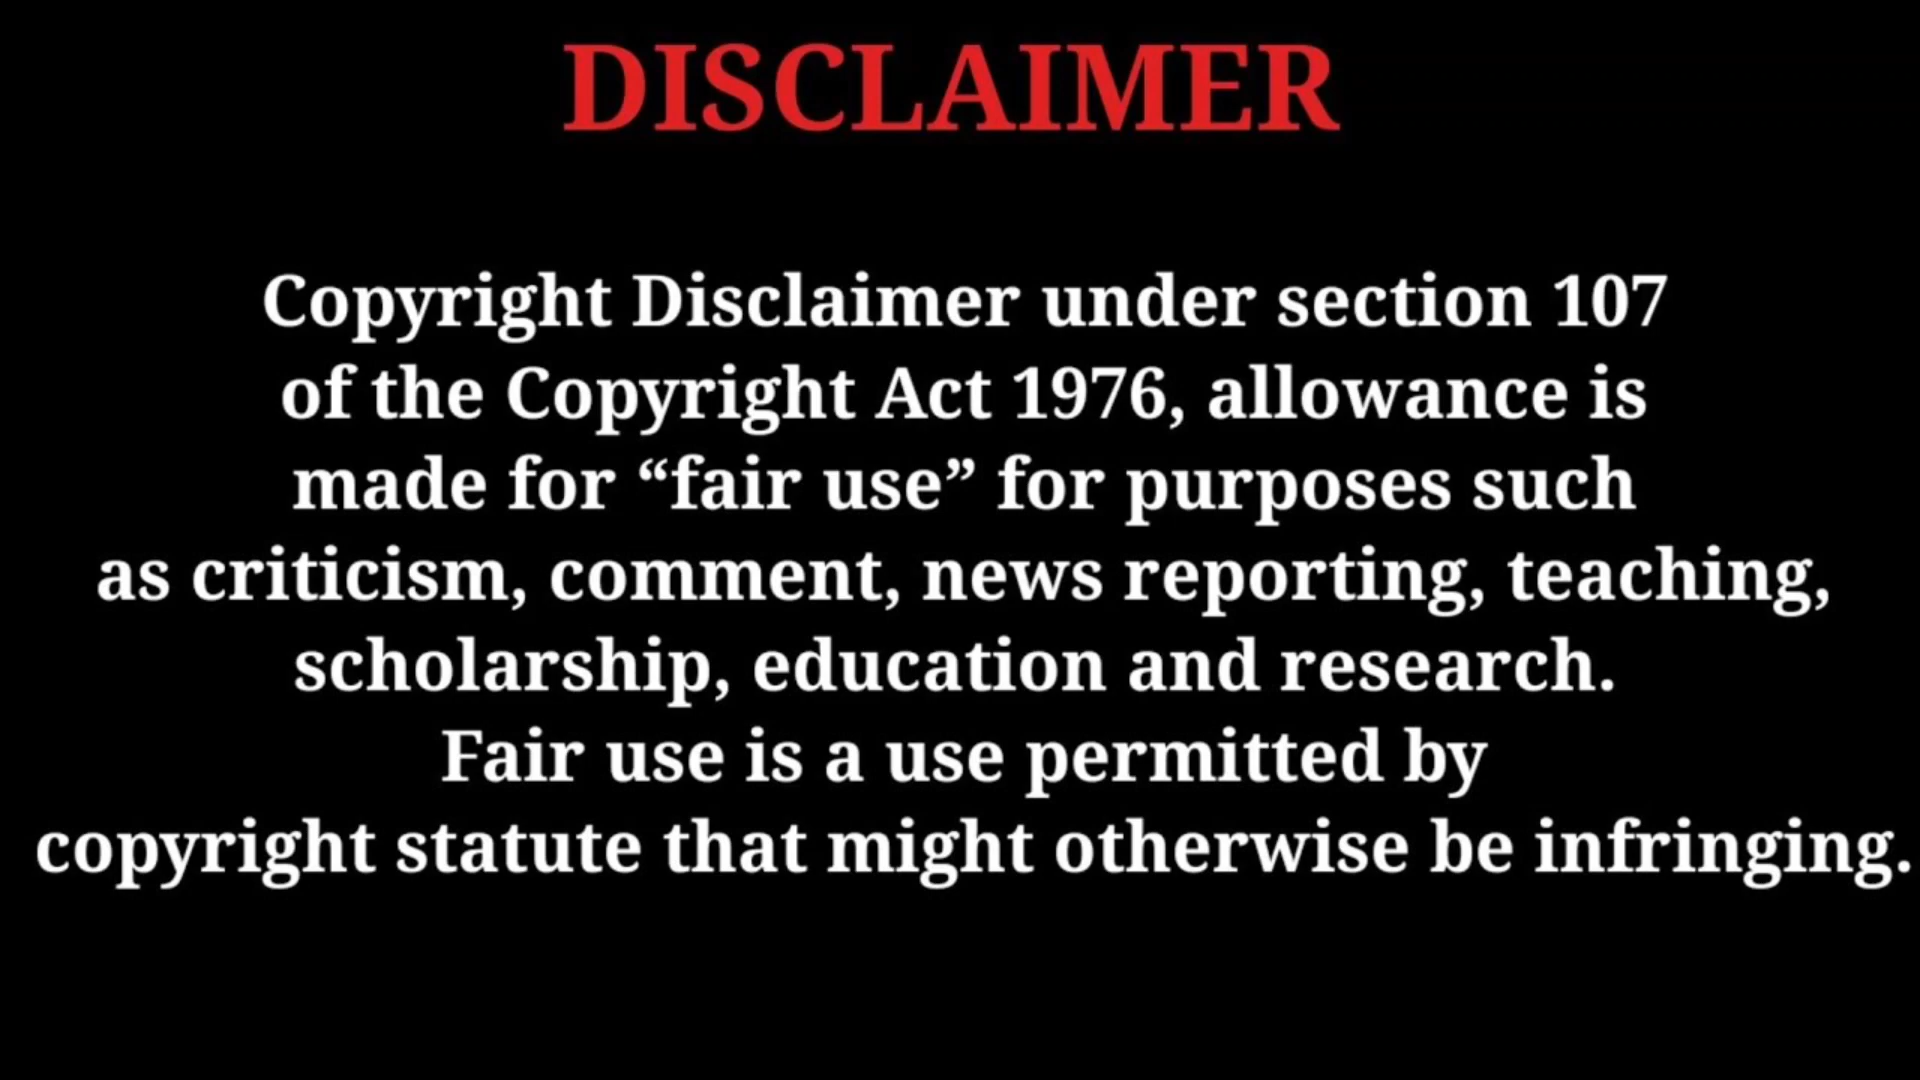 DISCLAIMER
Copyright Disclaimer under section 107
of the Copyright Act 1976, allowance is
made for “fair use” for purposes such
as criticism, comment, news reporting, teaching,
scholarship, education and research.
Fair use is a use permitted by
copyright statute that might otherwise be infringing.